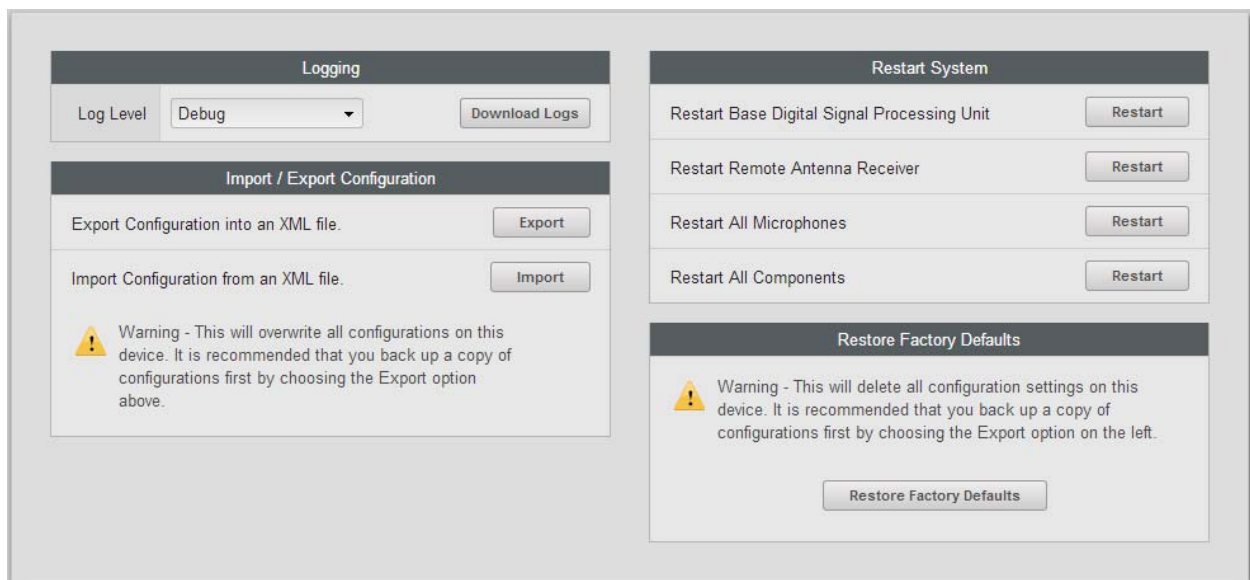 Logging
Log Level Debug Download Logs
Import / Export Configuration
Export Configuration into an XML file. Export
Import Configuration from an XML file. Import
Warning - This will overwrite all configurations on this
device. It is recommended that you back up a copy of
configurations first by choosing the Export option
above.
Restart System
Restart Base Digital Signal Processing Unit Restart
Restart Remote Antenna Receiver Restart
Restart All Microphones Restart
Restart All Components Restart
Restore Factory Defaults
Warning - This will delete all configuration settings on this
device. It is recommended that you back up a copy of
configurations first by choosing the Export option on the left.
Restore Factory Defaults